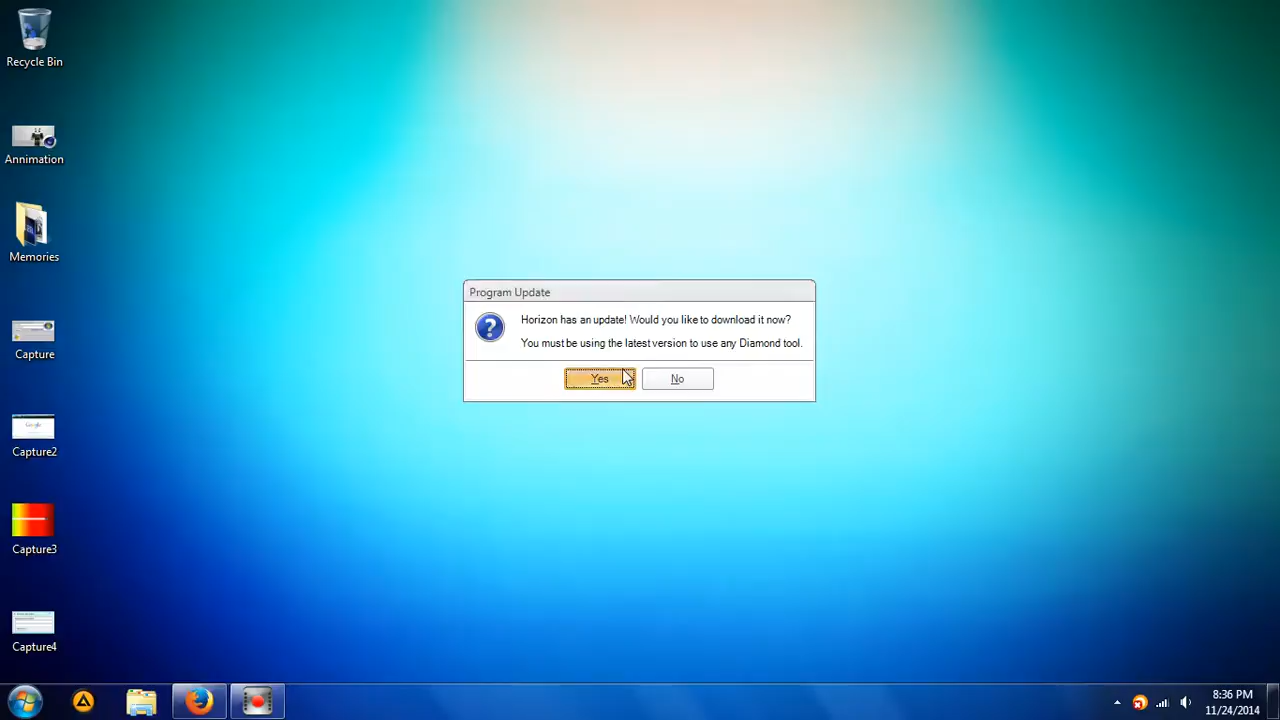 Recycle Bin
Annimation
Memories
Capture
Capture2
Capture3
Capture4
Program Update
Horizon has an update! Would you like to download it now?
You must be using the latest version to use any Diamond tool.
Yes
No
8:36 PM
11/24/2014